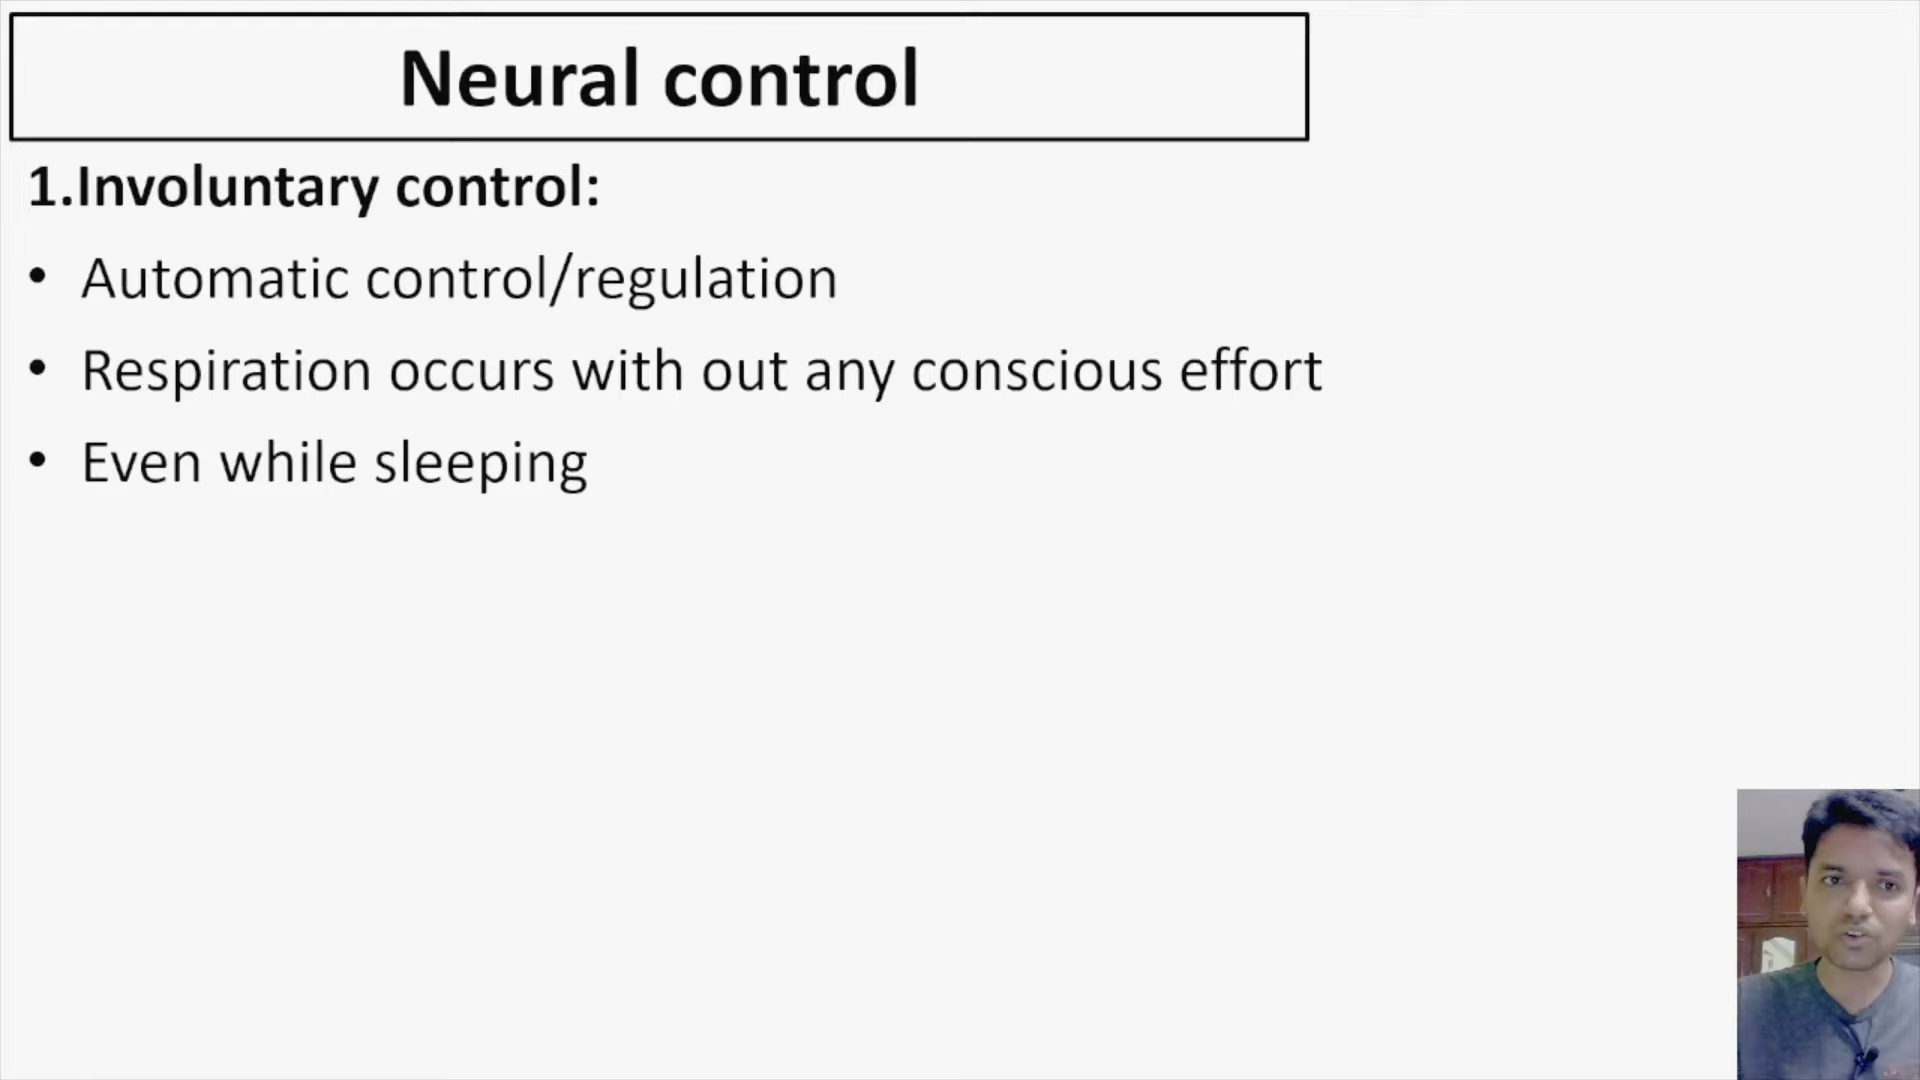 Neural control
1.Involuntary control:
• Automatic control/regulation
• Respiration occurs with out any conscious effort
• Even while sleeping